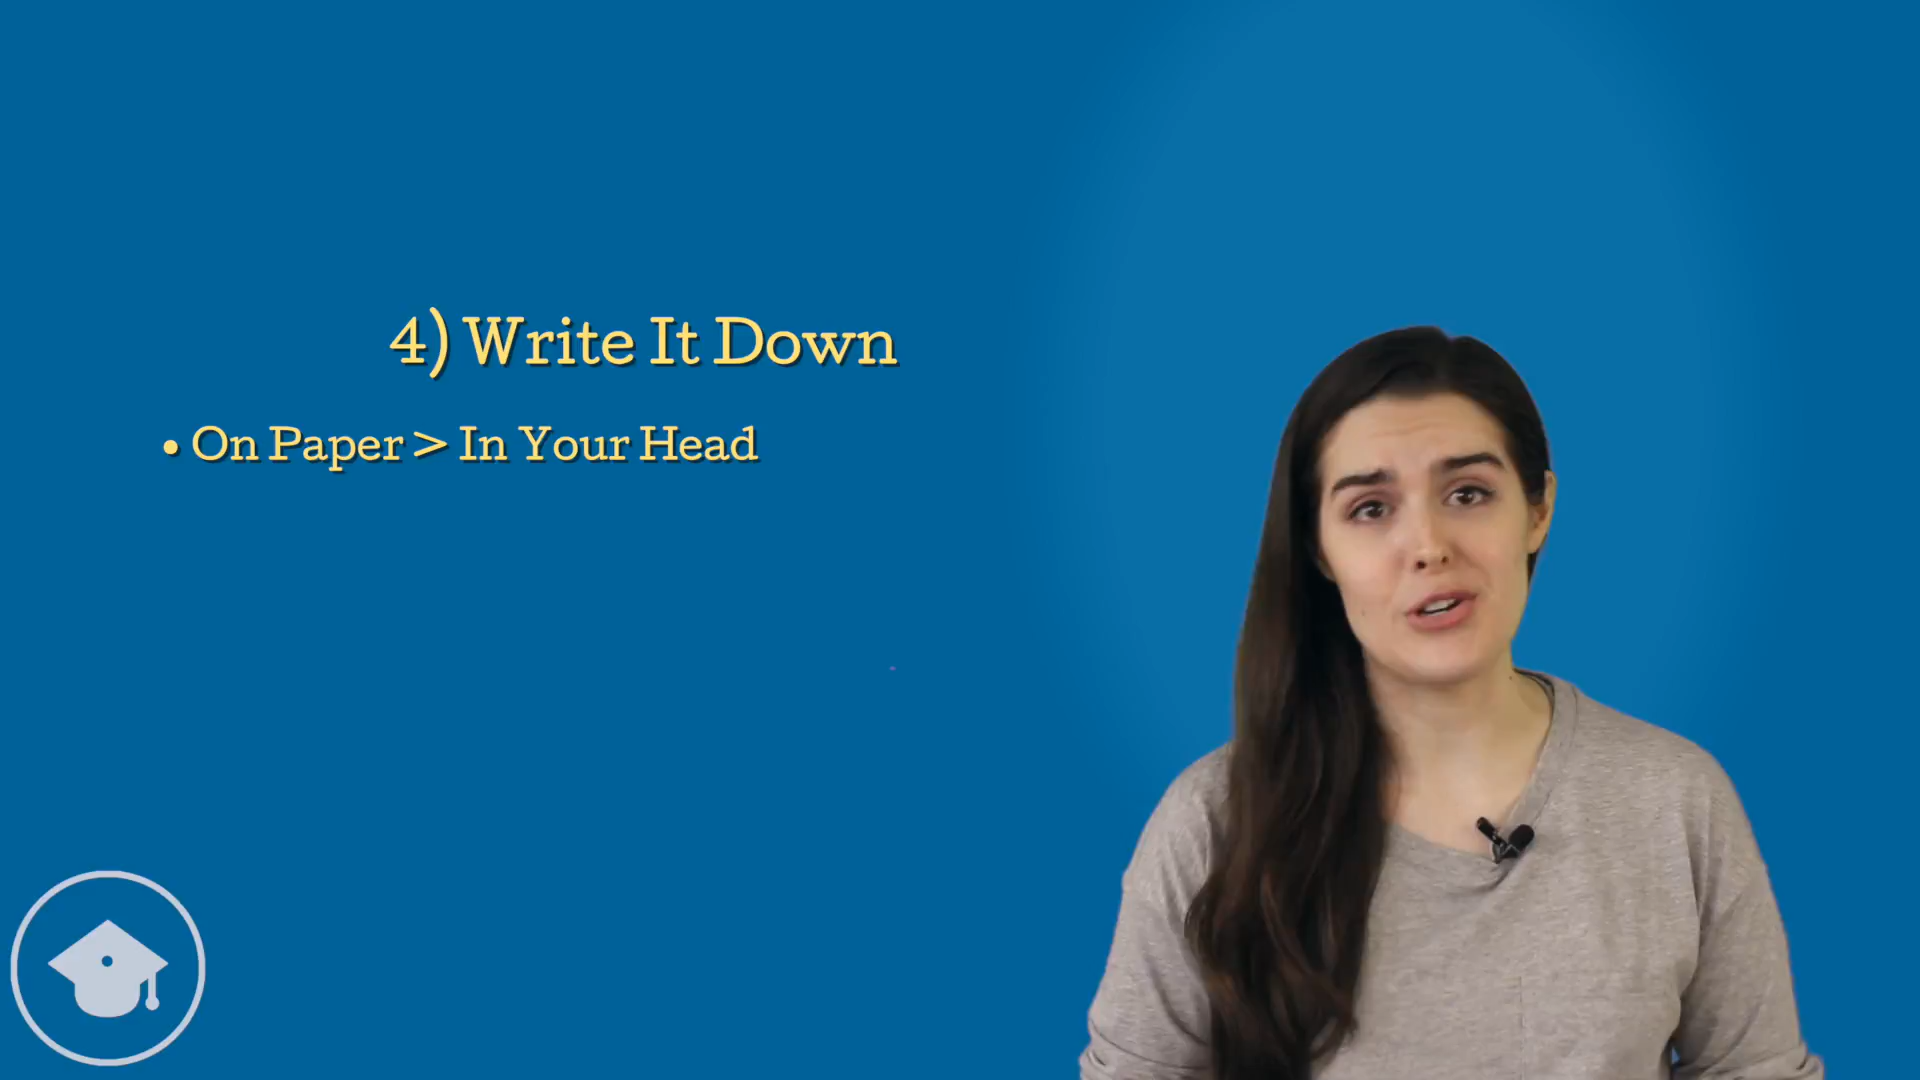 4) Write It Down
• On Paper > In Your Head